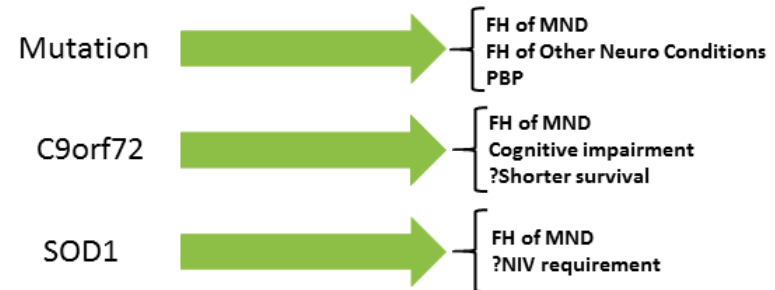 Mutation
FH of MND
FH of Other Neuro Conditions
PBP
C9orf72
FH of MND
Cognitive impairment
?Shorter survival
SOD1
FH of MND
?NIV requirement